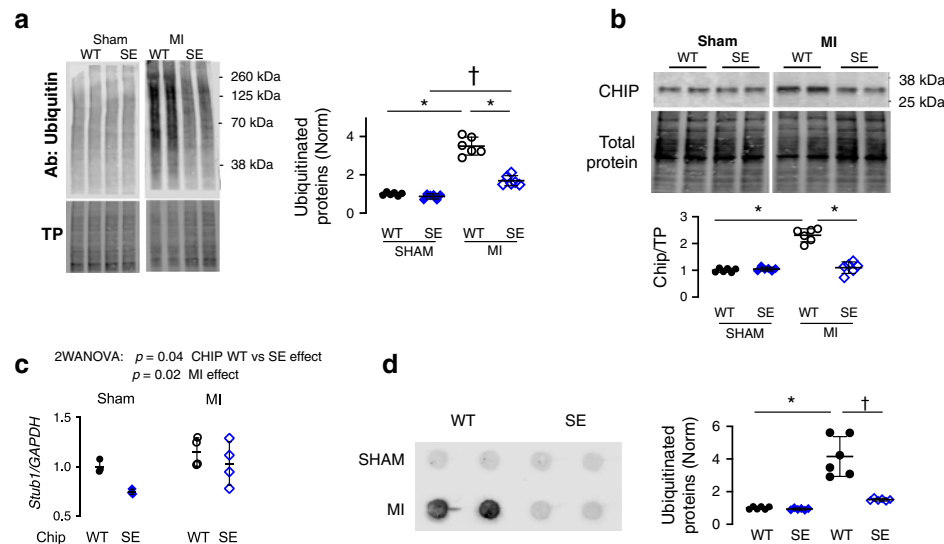 a
Sham MI
WT SE WT SE
Ab: Ubiquitin
260 kDa
125 kDa
70 kDa
38 kDa
TP
Ubiquitinated
proteins (Norm)
4
2
0
* † *
WT SE WT SE
SHAM MI
b
Sham MI
WT SE WT SE
CHIP
38 kDa
25 kDa
Total
protein
Chip/TP
3
2
1
0
* *
WT SE WT SE
SHAM MI
c
2WANOVA: p = 0.04 CHIP WT vs SE effect
p = 0.02 MI effect
Sham MI
Stub1/GAPDH
1.5
1.0
0.5
Chip WT SE WT SE
d
WT SE
SHAM
MI
Ubiquitinated
proteins (Norm)
6
4
2
0
* †
WT SE WT SE